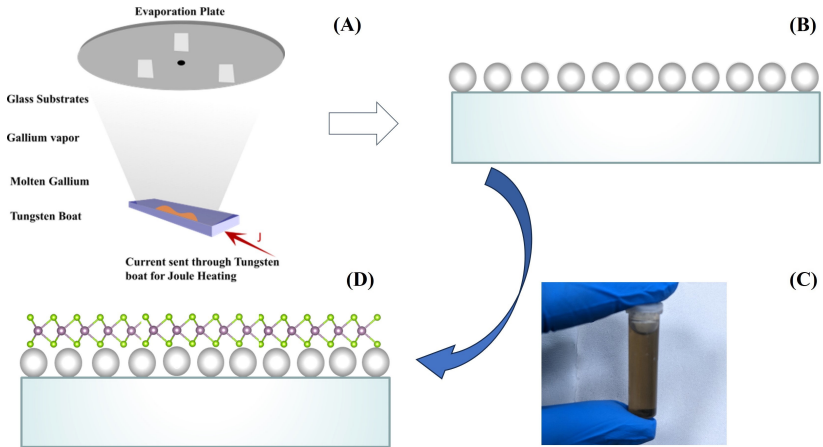 Evaporation Plate
(A)
(B)
Glass Substrates
Gallium vapor
Molten Gallium
Tungsten Boat
J
Current sent through Tungsten
boat for Joule Heating
(D)
(C)